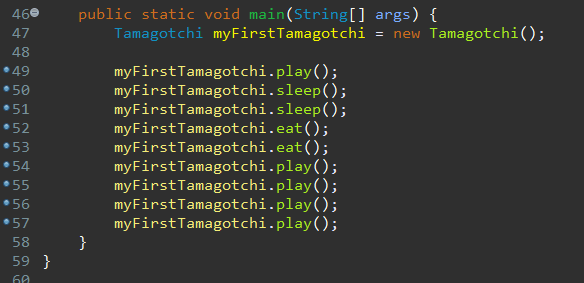 46 public static void main(String[] args) {
47 Tamagotchi myFirstTamagotchi = new Tamagotchi();
48
49 myFirstTamagotchi.play();
50 myFirstTamagotchi.sleep();
51 myFirstTamagotchi.sleep();
52 myFirstTamagotchi.eat();
53 myFirstTamagotchi.eat();
54 myFirstTamagotchi.play();
55 myFirstTamagotchi.play();
56 myFirstTamagotchi.play();
57 myFirstTamagotchi.play();
58 }
59 }
60